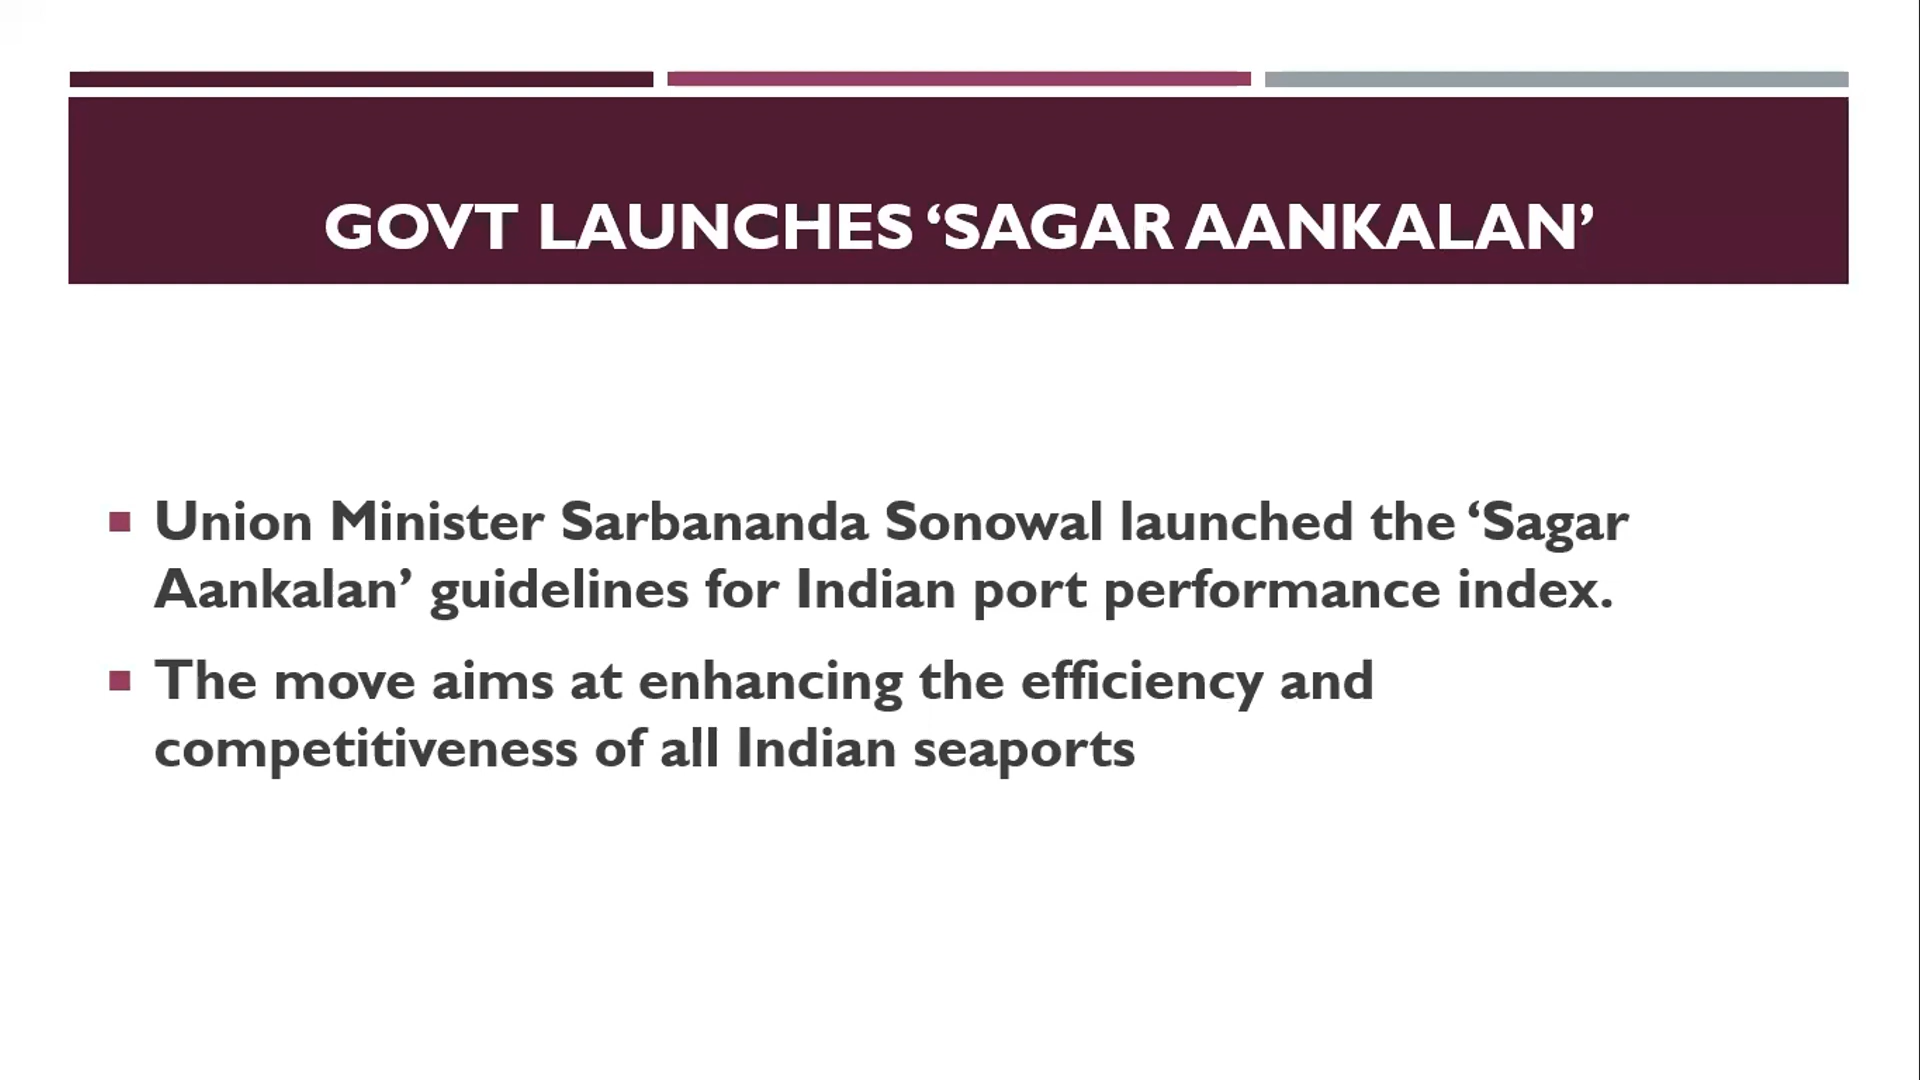 GOVT LAUNCHES ‘SAGAR AANKALAN’
Union Minister Sarbananda Sonowal launched the ‘Sagar
Aankalan’ guidelines for Indian port performance index.
The move aims at enhancing the efficiency and
competitiveness of all Indian seaports